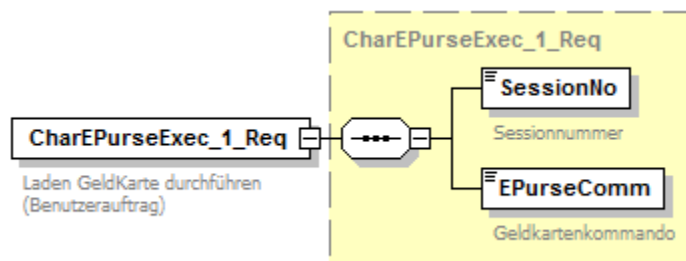 CharEPurseExec_1_Req
SessionNo
Sessionnummer
CharEPurseExec_1_Req
Laden GeldKarte durchführen
(Benutzerauftrag)
EPurseComm
Geldkartenkommando